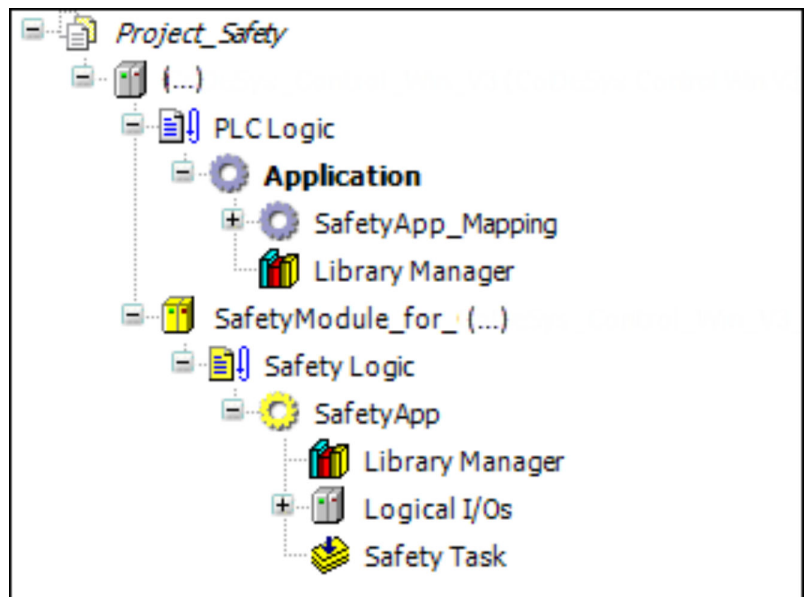 Project_Safety
(...)
PLC Logic
Application
SafetyApp_Mapping
Library Manager
SafetyModule_for_ (...)
Safety Logic
SafetyApp
Library Manager
Logical I/Os
Safety Task